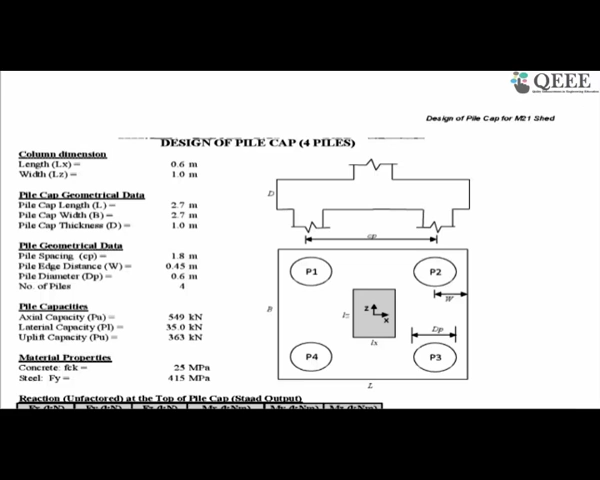 QEEE
Design of Pile Cap for M21 Shed
DESIGN OF PILE CAP (4 PILES)
Column dimension
Length (Lx) = 0.6 m
Width (Lz) = 1.0 m
Pile Cap Geometrical Data
Pile Cap Length (L) = 2.7 m
Pile Cap Width (B) = 2.7 m
Pile Cap Thickness (D) = 1.0 m
Pile Geometrical Data
Pile Spacing (cp) = 1.8 m
Pile Edge Distance (W) = 0.45 m
Pile Diameter (Dp) = 0.6 m
No. of Piles 4
Pile Capacities
Axial Capacity (Pa) = 549 kN
Laterial Capacity (Pl) = 35.0 kN
Uplift Capacity (Pu) = 363 kN
Material Properties
Concrete: fck = 25 MPa
Steel: Fy = 415 MPa
Reaction (Unfactored) at the Top of Pile Cap (Staad Output)
D
cp
P1
P2
W
B
lz
z
x
lx
Dp
P4
P3
L